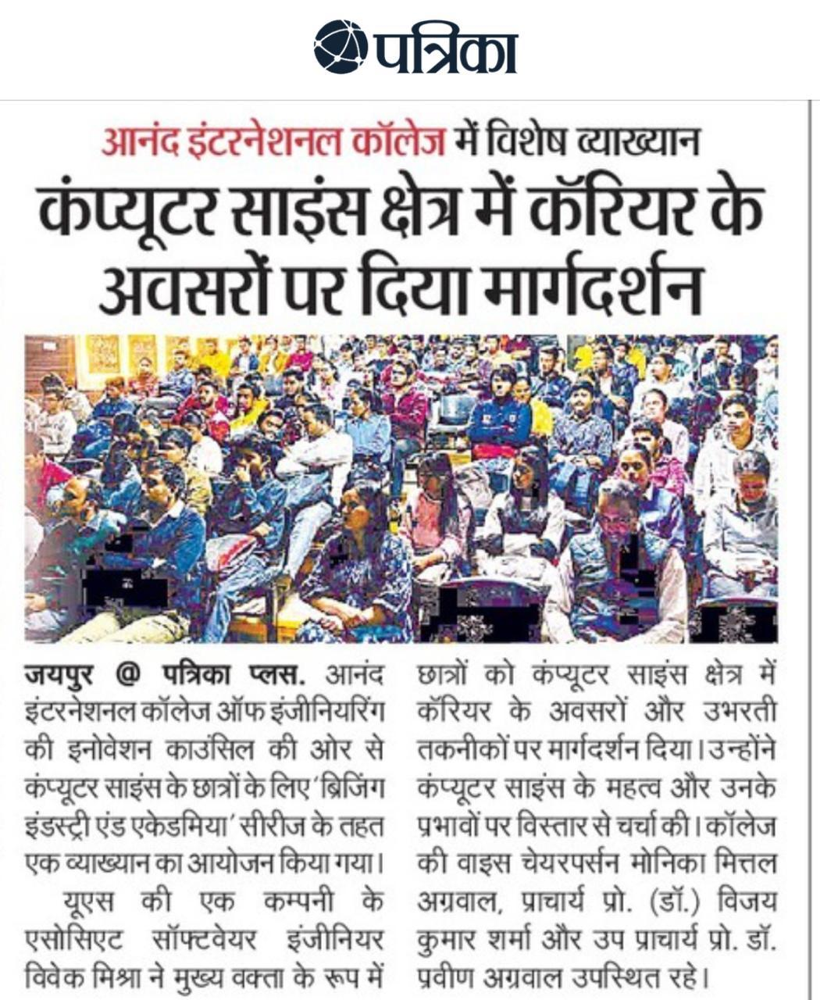 पत्रिका
आनंद इंटरनेशनल कॉलेज में विशेष व्याख्यान
कंप्यूटर साइंस क्षेत्र में कॅरियर के
अवसरों पर दिया मार्गदर्शन
जयपुर @ पत्रिका प्लस. आनंद
इंटरनेशनल कॉलेज ऑफ इंजीनियरिंग
की इनोवेशन काउंसिल की ओर से
कंप्यूटर साइंस के छात्रों के लिए 'ब्रिजिंग
इंडस्ट्री एंड एकेडमिया' सीरीज के तहत
एक व्याख्यान का आयोजन किया गया।
यूएस की एक कम्पनी के
एसोसिएट सॉफ्टवेयर इंजीनियर
विवेक मिश्रा ने मुख्य वक्ता के रूप में
छात्रों को कंप्यूटर साइंस क्षेत्र में
कॅरियर के अवसरों और उभरती
तकनीकों पर मार्गदर्शन दिया। उन्होंने
कंप्यूटर साइंस के महत्व और उनके
प्रभावों पर विस्तार से चर्चा की। कॉलेज
की वाइस चेयरपर्सन मोनिका मित्तल
अग्रवाल, प्राचार्य प्रो. (डॉ.) विजय
कुमार शर्मा और उप प्राचार्य प्रो. डॉ.
प्रवीण अग्रवाल उपस्थित रहे।